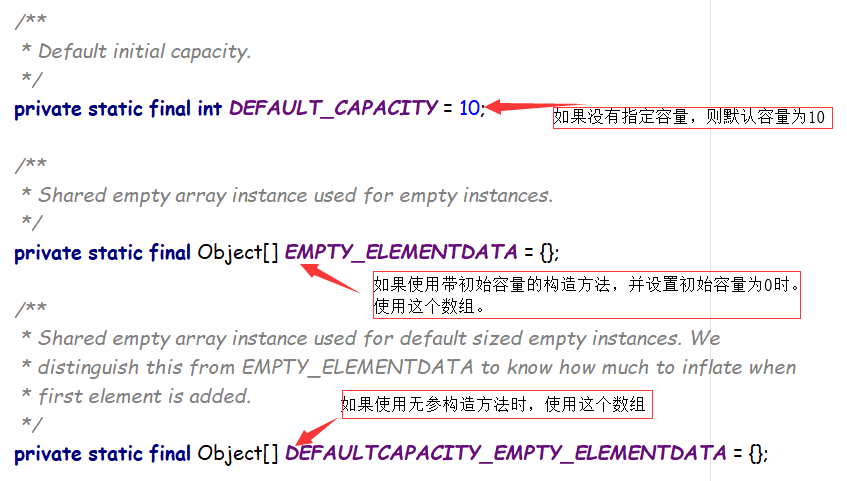 /**
* Default initial capacity.
*/
private static final int DEFAULT_CAPACITY = 10;
如果没有指定容量，则默认容量为10
/**
* Shared empty array instance used for empty instances.
*/
private static final Object[] EMPTY_ELEMENTDATA = {};
如果使用带初始容量的构造方法，并设置初始容量为0时。
使用这个数组。
/**
* Shared empty array instance used for default sized empty instances. We
* distinguish this from EMPTY_ELEMENTDATA to know how much to inflate when
* first element is added.
如果使用无参构造方法时，使用这个数组
*/
private static final Object[] DEFAULTCAPACITY_EMPTY_ELEMENTDATA = {};